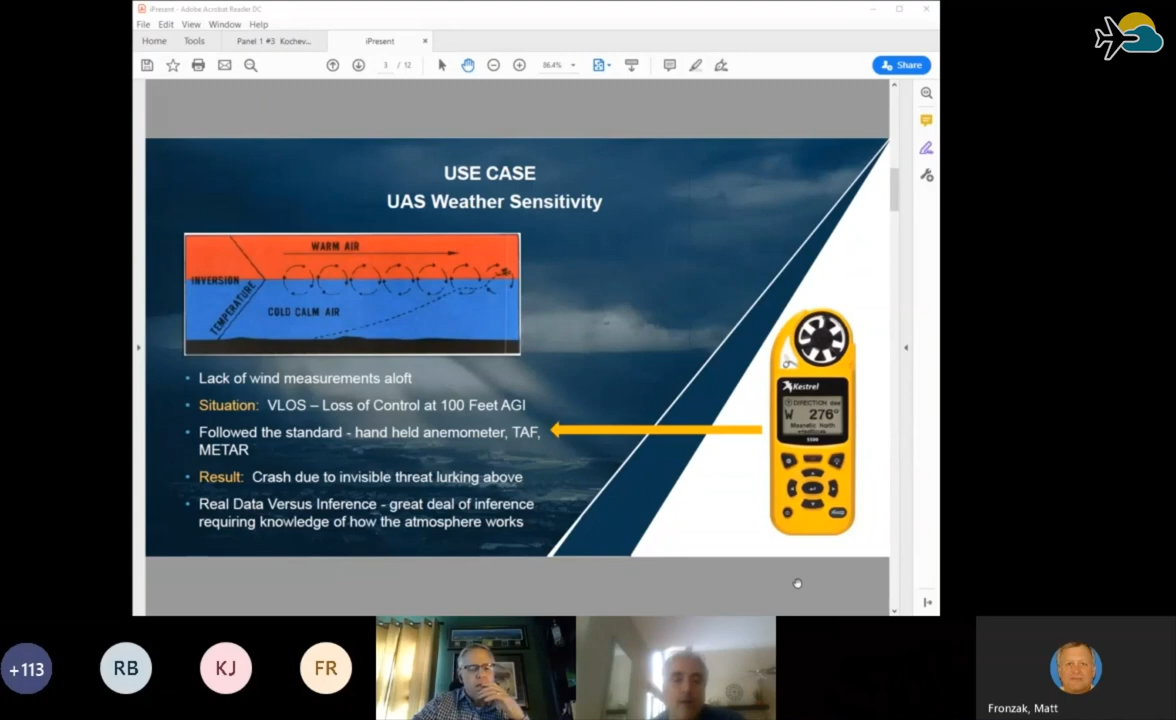 iPresent - Adobe Acrobat Reader DC
File Edit View Window Help
Home Tools Panel 1 #3 Kochev... iPresent
3 / 12 86.4% Share
USE CASE
UAS Weather Sensitivity
WARM AIR
INVERSION
TEMPERATURE
COLD CALM AIR
Lack of wind measurements aloft
Situation: VLOS – Loss of Control at 100 Feet AGl
Followed the standard - hand held anemometer, TAF,
METAR
Result: Crash due to invisible threat lurking above
Real Data Versus Inference - great deal of inference
requiring knowledge of how the atmosphere works
Kestrel
DIRECTION
W 276°
Magnetic North
5500
+113
RB
KJ
FR
Fronzak, Matt